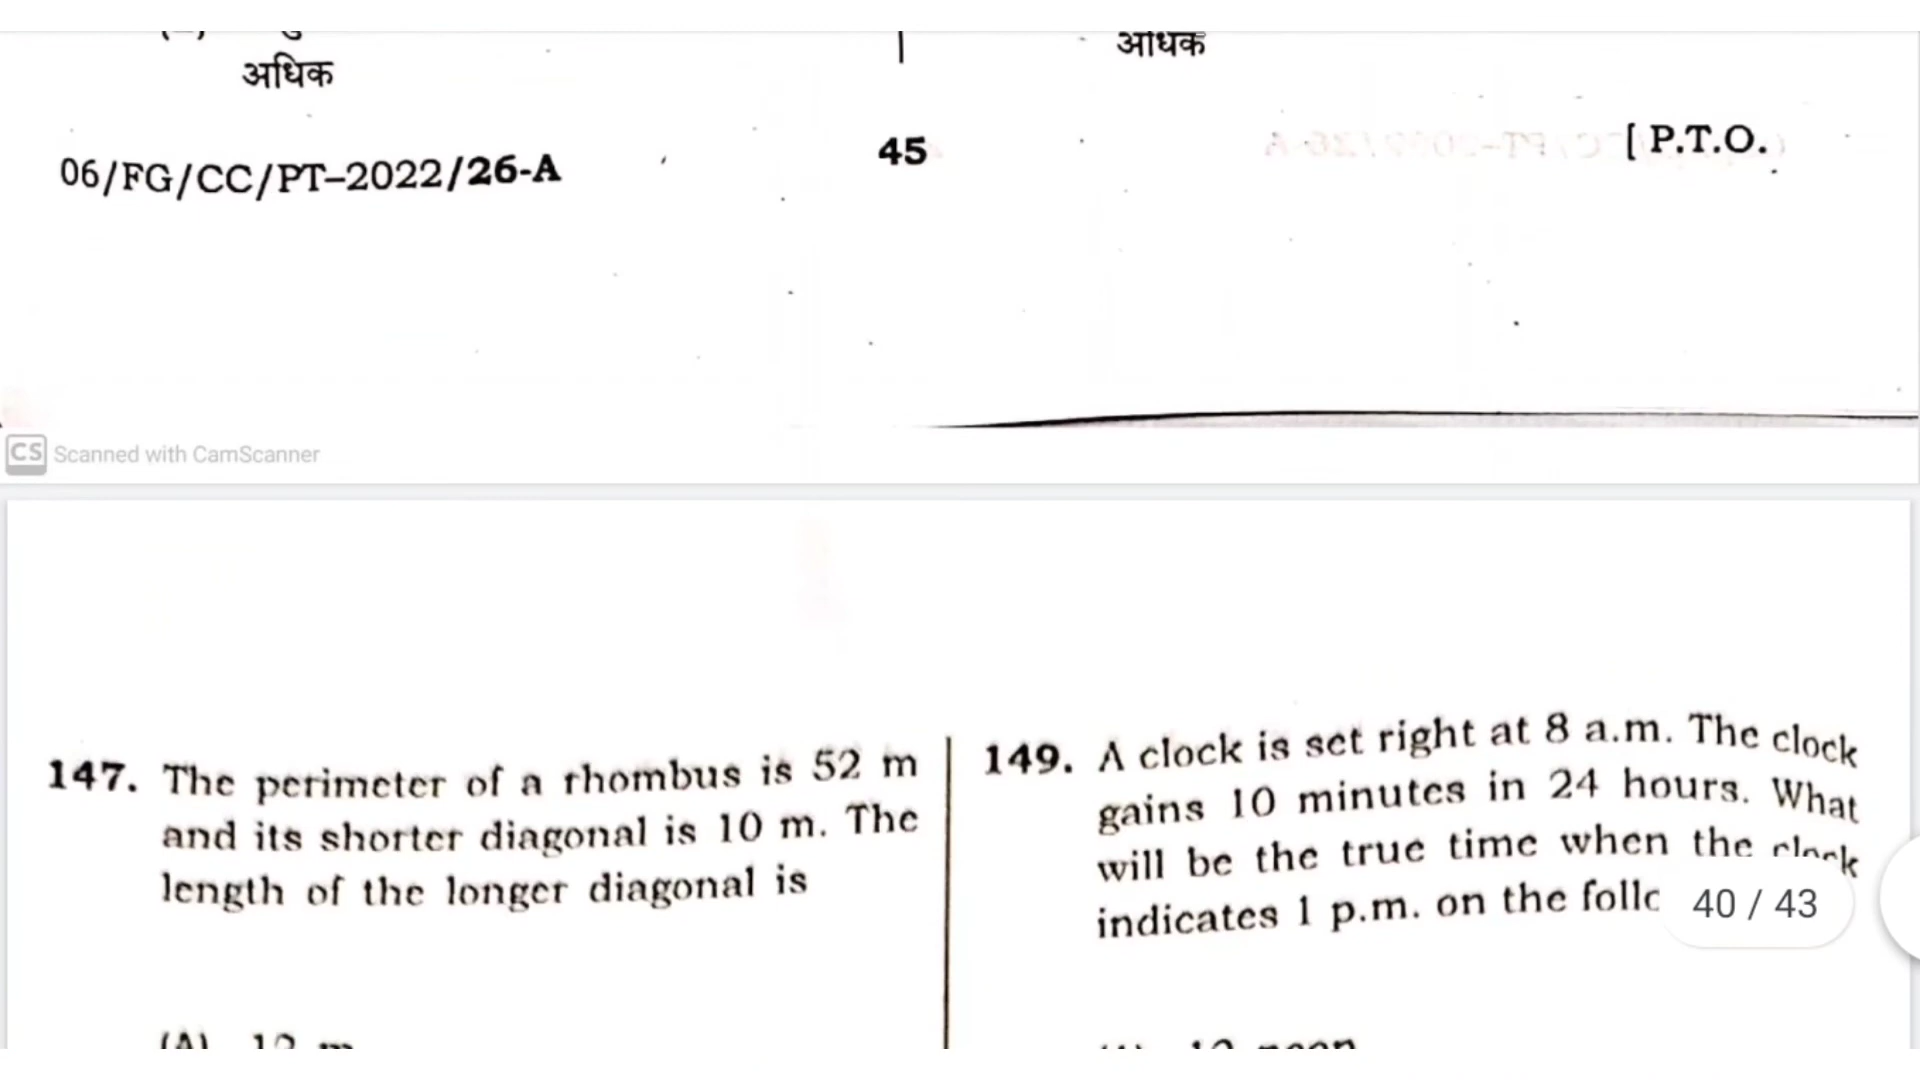 अधिक
अधिक
06/FG/CC/PT–2022/26-A
45
[ P.T.O.
CS Scanned with CamScanner
147. The perimeter of a rhombus is 52 m
and its shorter diagonal is 10 m. The
length of the longer diagonal is
149. A clock is set right at 8 a.m. The clock
gains 10 minutes in 24 hours. What
will be the true time when the clock
indicates 1 p.m. on the
40 / 43